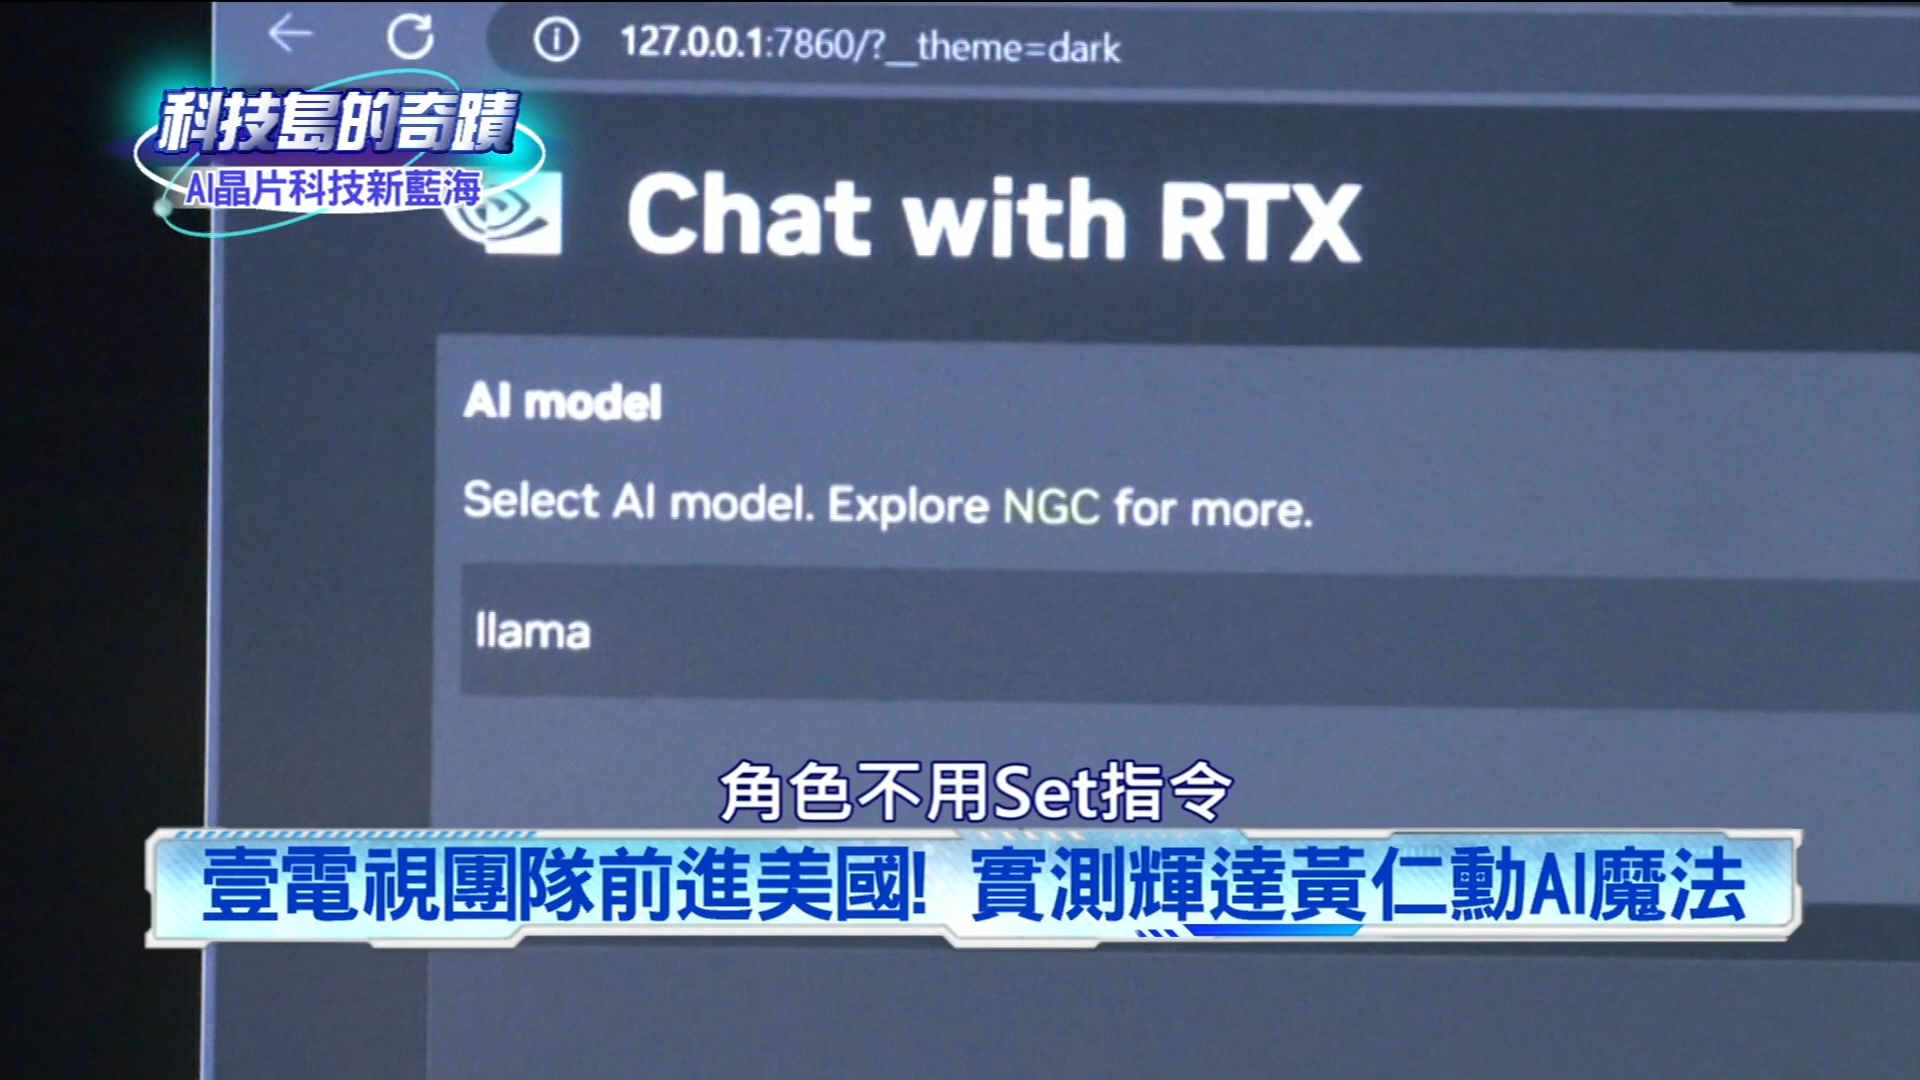 127.0.0.1:7860/?__theme=dark
科技島的奇蹟
AI晶片科技新藍海
Chat with RTX
AI model
Select AI model. Explore NGC for more.
llama
角色不用Set指令
壹電視團隊前進美國! 實測輝達黃仁勳AI魔法